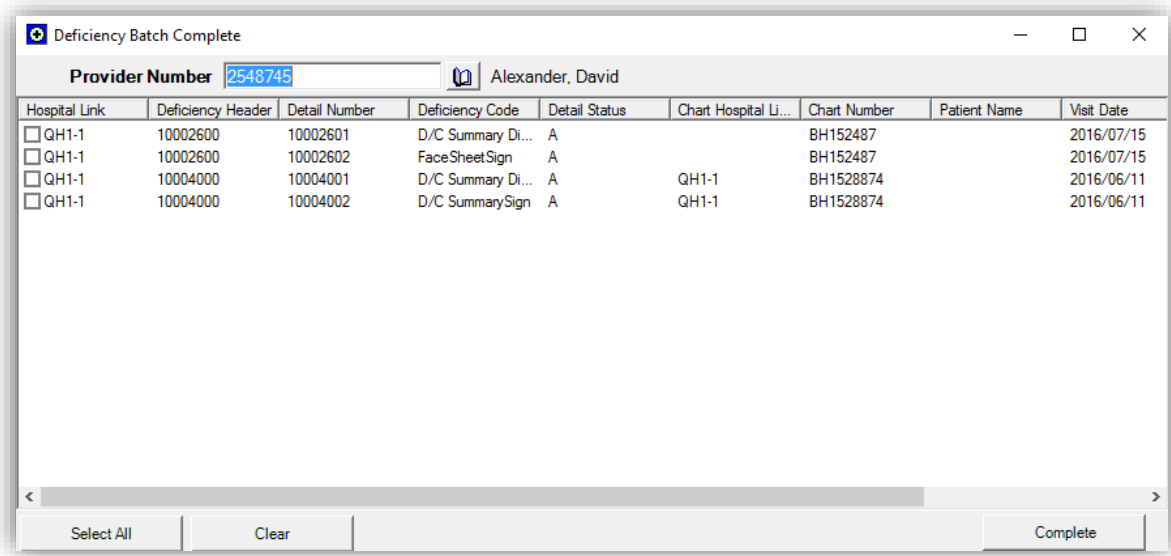 Deficiency Batch Complete
Provider Number 2548745 Alexander, David
Hospital Link Deficiency Header Detail Number Deficiency Code Detail Status Chart Hospital Li... Chart Number Patient Name Visit Date
QH1-1 10002600 10002601 D/C Summary Di... A BH152487 2016/07/15
QH1-1 10002600 10002602 FaceSheetSign A BH152487 2016/07/15
QH1-1 10004000 10004001 D/C Summary Di... A QH1-1 BH1528874 2016/06/11
QH1-1 10004000 10004002 D/C SummarySign A QH1-1 BH1528874 2016/06/11
Select All Clear Complete